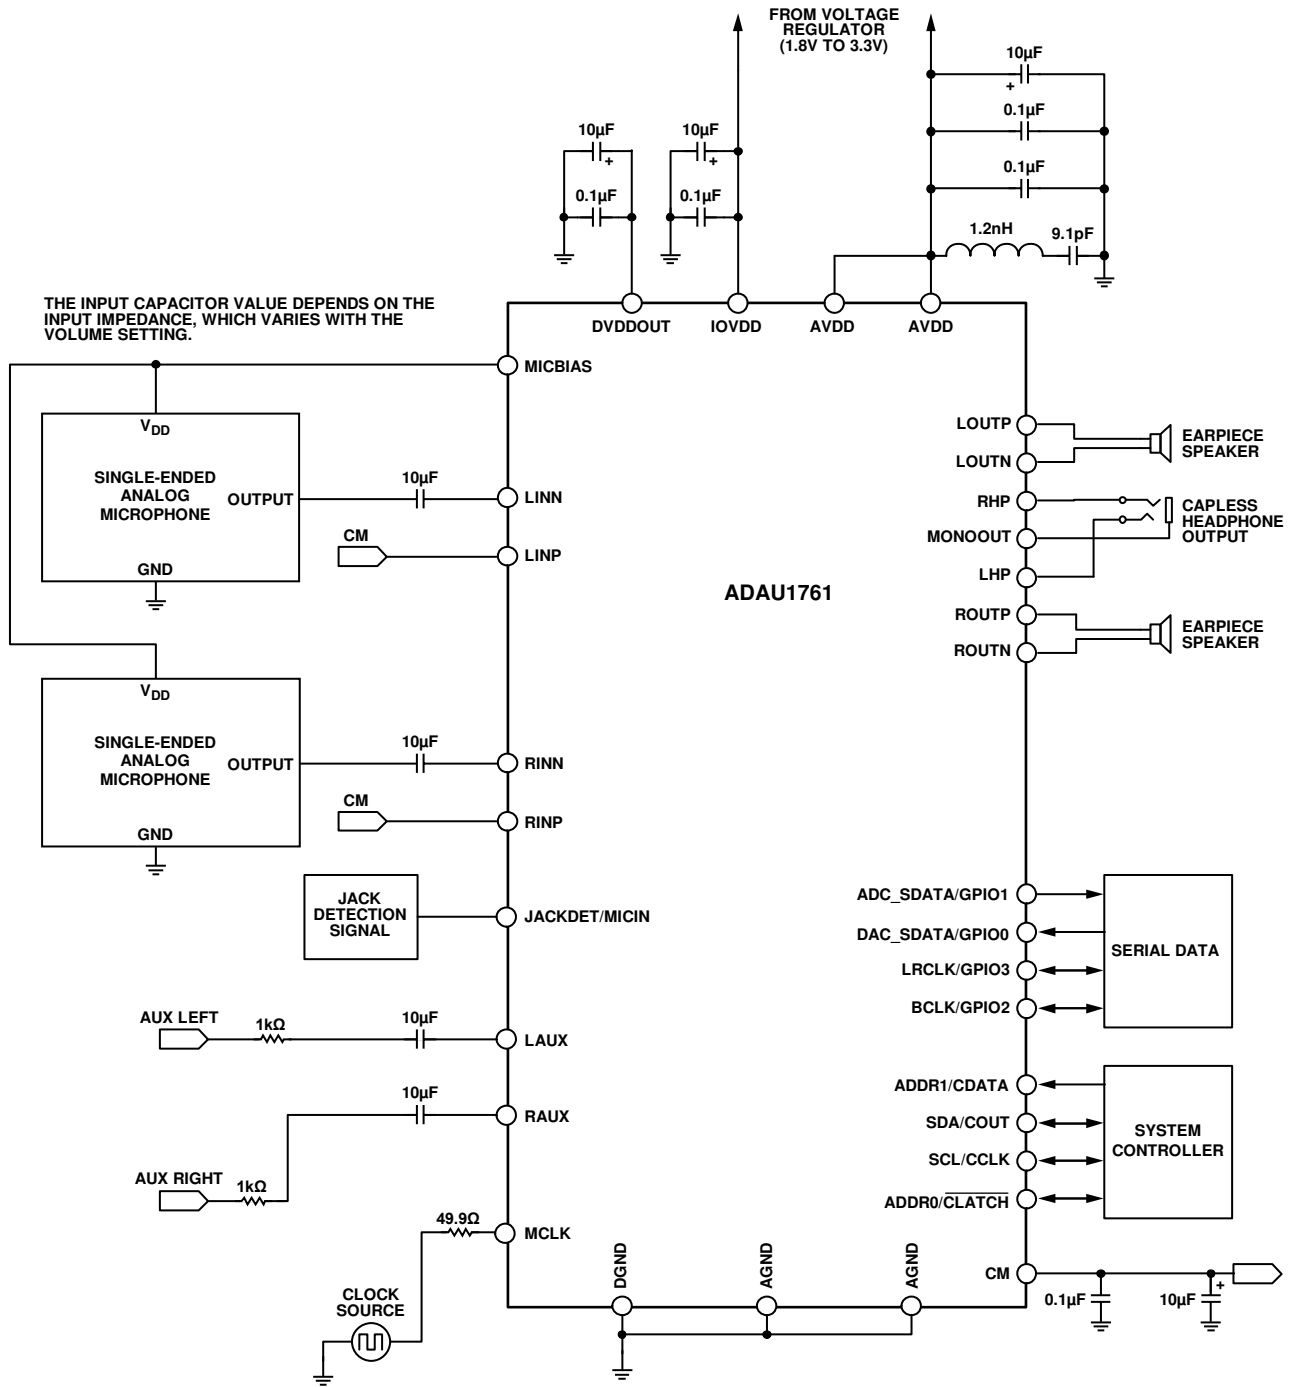 FROM VOLTAGE
REGULATOR
(1.8V TO 3.3V)
10µF
+
0.1µF
0.1µF
1.2nH
9.1pF
10µF
+
0.1µF
10µF
+
0.1µF
THE INPUT CAPACITOR VALUE DEPENDS ON THE
INPUT IMPEDANCE, WHICH VARIES WITH THE
VOLUME SETTING.
DVDDOUT
IOVDD
AVDD
AVDD
MICBIAS
VDD
SINGLE-ENDED
ANALOG
MICROPHONE
OUTPUT
GND
10µF
LINN
CM
LINP
VDD
SINGLE-ENDED
ANALOG
MICROPHONE
OUTPUT
GND
10µF
RINN
CM
RINP
JACK
DETECTION
SIGNAL
JACKDET/MICIN
AUX LEFT
1kΩ
10µF
LAUX
10µF
RAUX
AUX RIGHT
1kΩ
49.9Ω
MCLK
CLOCK
SOURCE
ADAU1761
LOUTP
LOUTN
EARPIECE
SPEAKER
RHP
MONOOUT
LHP
CAPLESS
HEADPHONE
OUTPUT
ROUTP
ROUTN
EARPIECE
SPEAKER
ADC_SDATA/GPIO1
DAC_SDATA/GPIO0
LRCLK/GPIO3
BCLK/GPIO2
SERIAL DATA
ADDR1/CDATA
SDA/COUT
SCL/CCLK
ADDR0/CLATCH
SYSTEM
CONTROLLER
DGND
AGND
AGND
CM
0.1µF
10µF
+